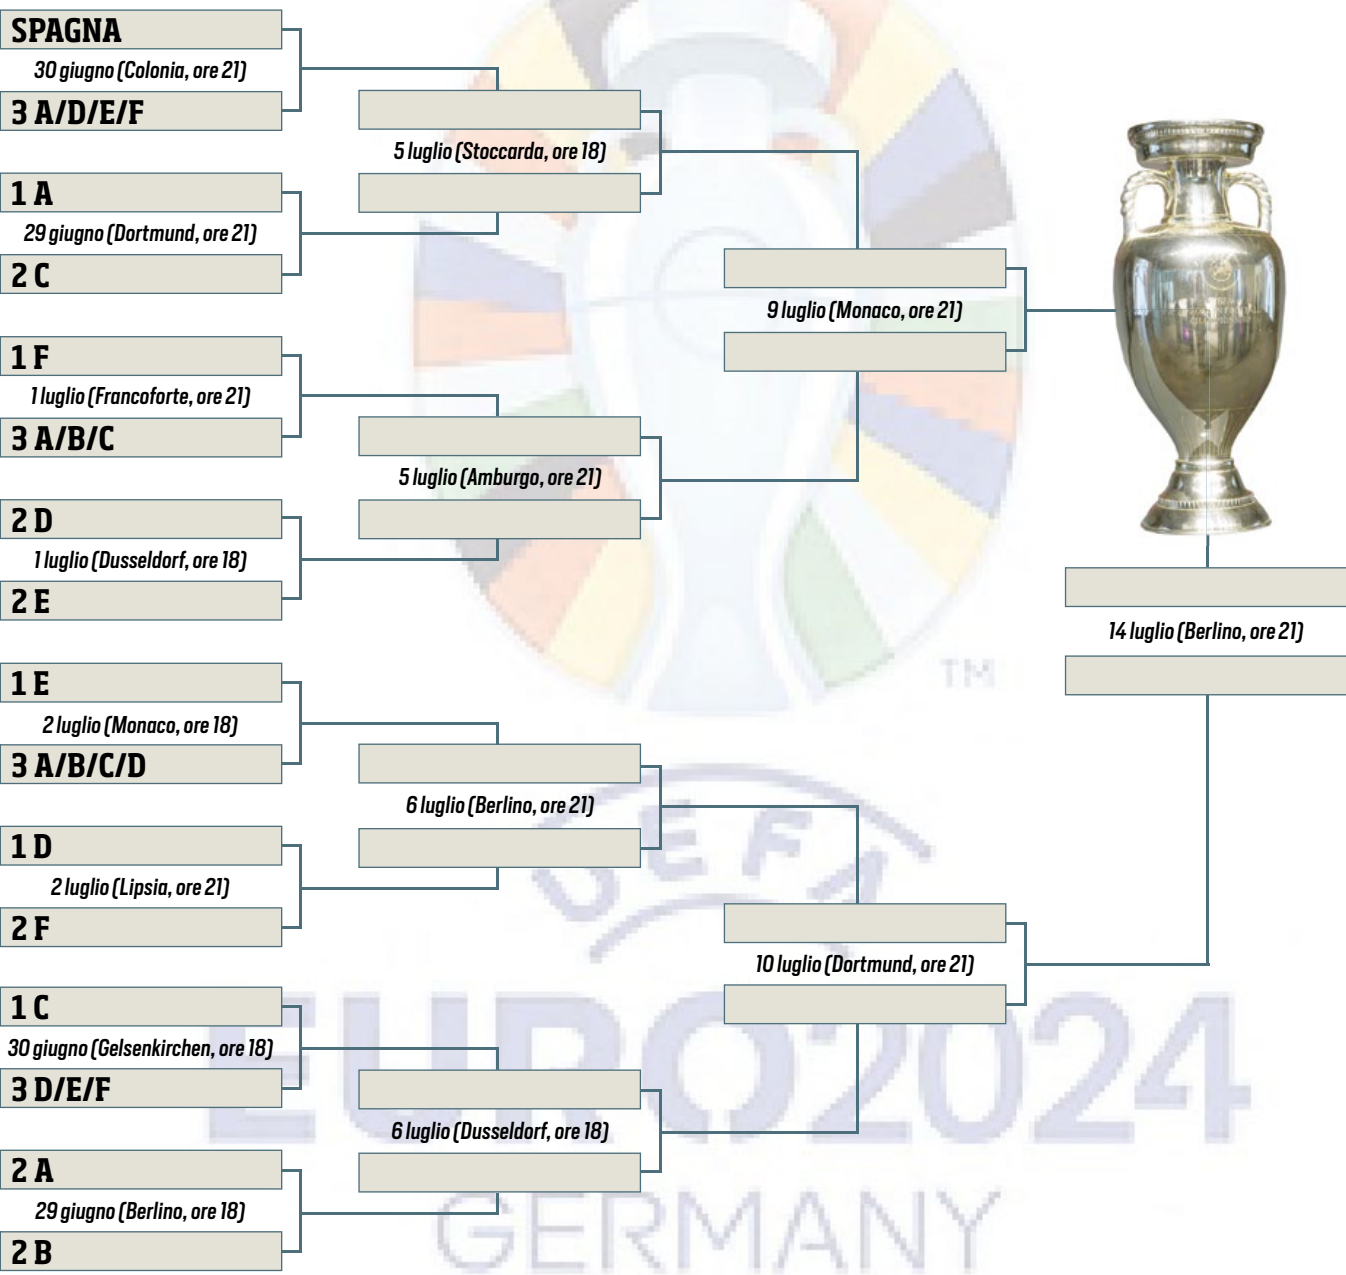 SPAGNA
30 giugno (Colonia, ore 21)
3 A/D/E/F
5 luglio (Stoccarda, ore 18)
1 A
29 giugno (Dortmund, ore 21)
2 C
9 luglio (Monaco, ore 21)
1 F
1 luglio (Francoforte, ore 21)
3 A/B/C
5 luglio (Amburgo, ore 21)
2 D
1 luglio (Dusseldorf, ore 18)
2 E
14 luglio (Berlino, ore 21)
TM
1 E
2 luglio (Monaco, ore 18)
3 A/B/C/D
6 luglio (Berlino, ore 21)
UEFA
1 D
2 luglio (Lipsia, ore 21)
2 F
10 luglio (Dortmund, ore 21)
1 C
30 giugno (Gelsenkirchen, ore 18)
3 D/E/F
EURO2024
6 luglio (Dusseldorf, ore 18)
2 A
29 giugno (Berlino, ore 18)
2 B
GERMANY